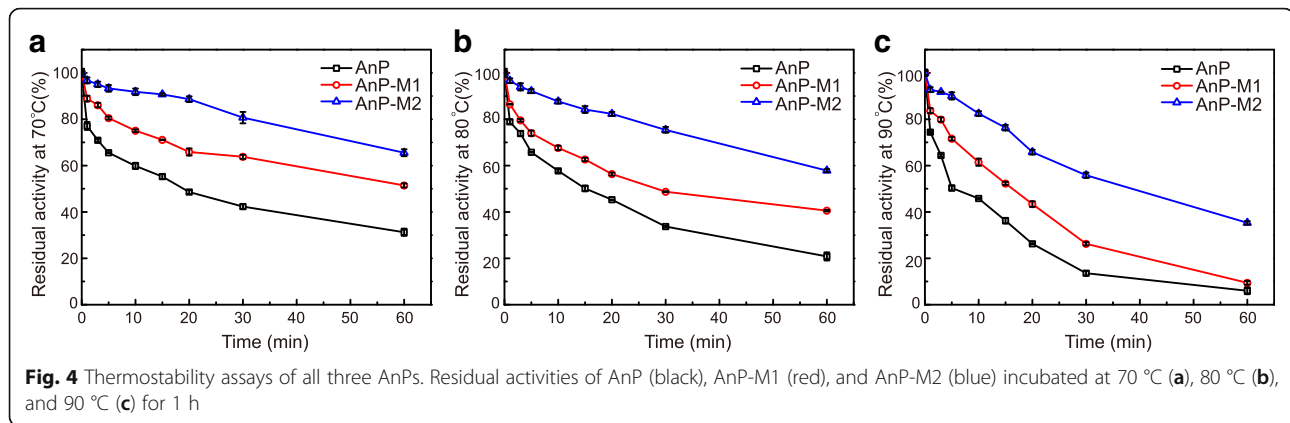 a
Residual activity at 70°C(%)
100
80
60
40
20
0
0 10 20 30 40 50 60
Time (min)
AnP
AnP-M1
AnP-M2
b
Residual activity at 80°C(%)
100
80
60
40
20
0
0 10 20 30 40 50 60
Time (min)
AnP
AnP-M1
AnP-M2
c
Residual activity at 90°C(%)
100
80
60
40
20
0
0 10 20 30 40 50 60
Time (min)
AnP
AnP-M1
AnP-M2
Fig. 4 Thermostability assays of all three AnPs. Residual activities of AnP (black), AnP-M1 (red), and AnP-M2 (blue) incubated at 70 °C (a), 80 °C (b),
and 90 °C (c) for 1 h